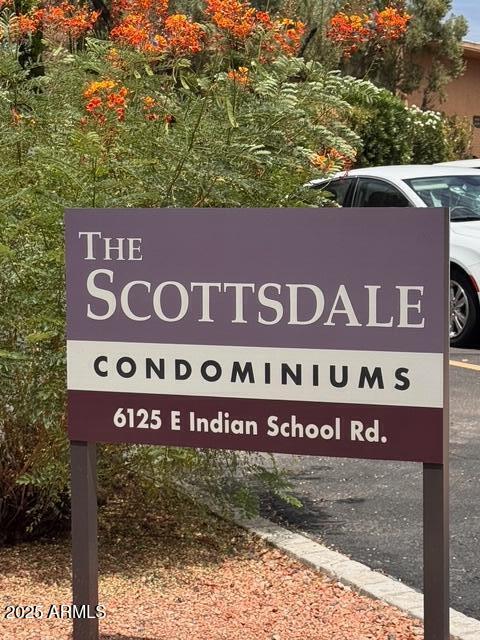 The
Scottsdale
CONDOMINIUMS
6125 E Indian School Rd.
2025 ARMLS